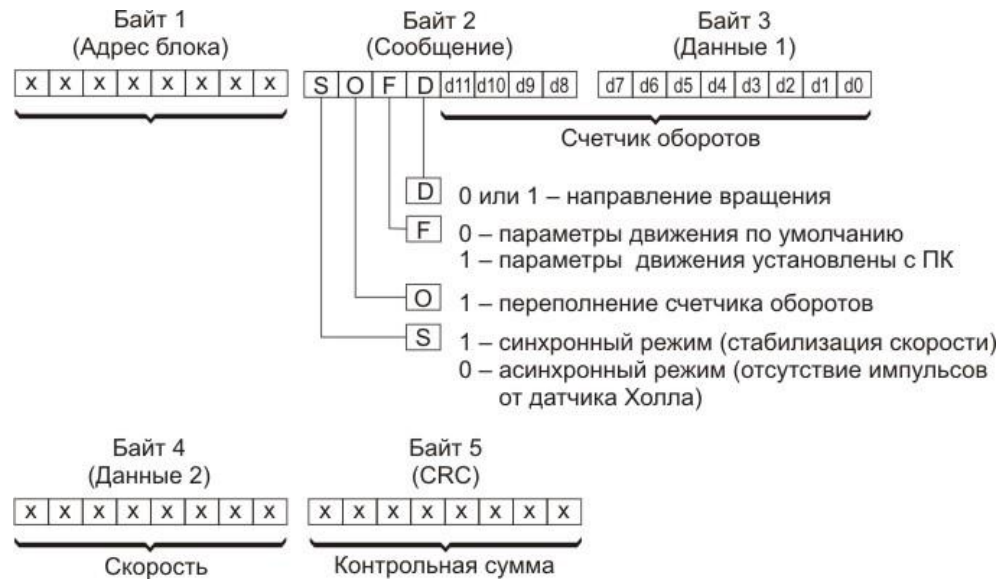 Байт 1 Байт 2 Байт 3
(Адрес блока) (Сообщение) (Данные 1)
x x x x x x x x S O F D d11 d10 d9 d8 d7 d6 d5 d4 d3 d2 d1 d0
Счетчик оборотов
D 0 или 1 – направление вращения
F 0 – параметры движения по умолчанию
1 – параметры движения установлены с ПК
O 1 – переполнение счетчика оборотов
S 1 – синхронный режим (стабилизация скорости)
0 – асинхронный режим (отсутствие импульсов
от датчика Холла)
Байт 4 Байт 5
(Данные 2) (CRC)
x x x x x x x x x x x x x x x x
Скорость Контрольная сумма